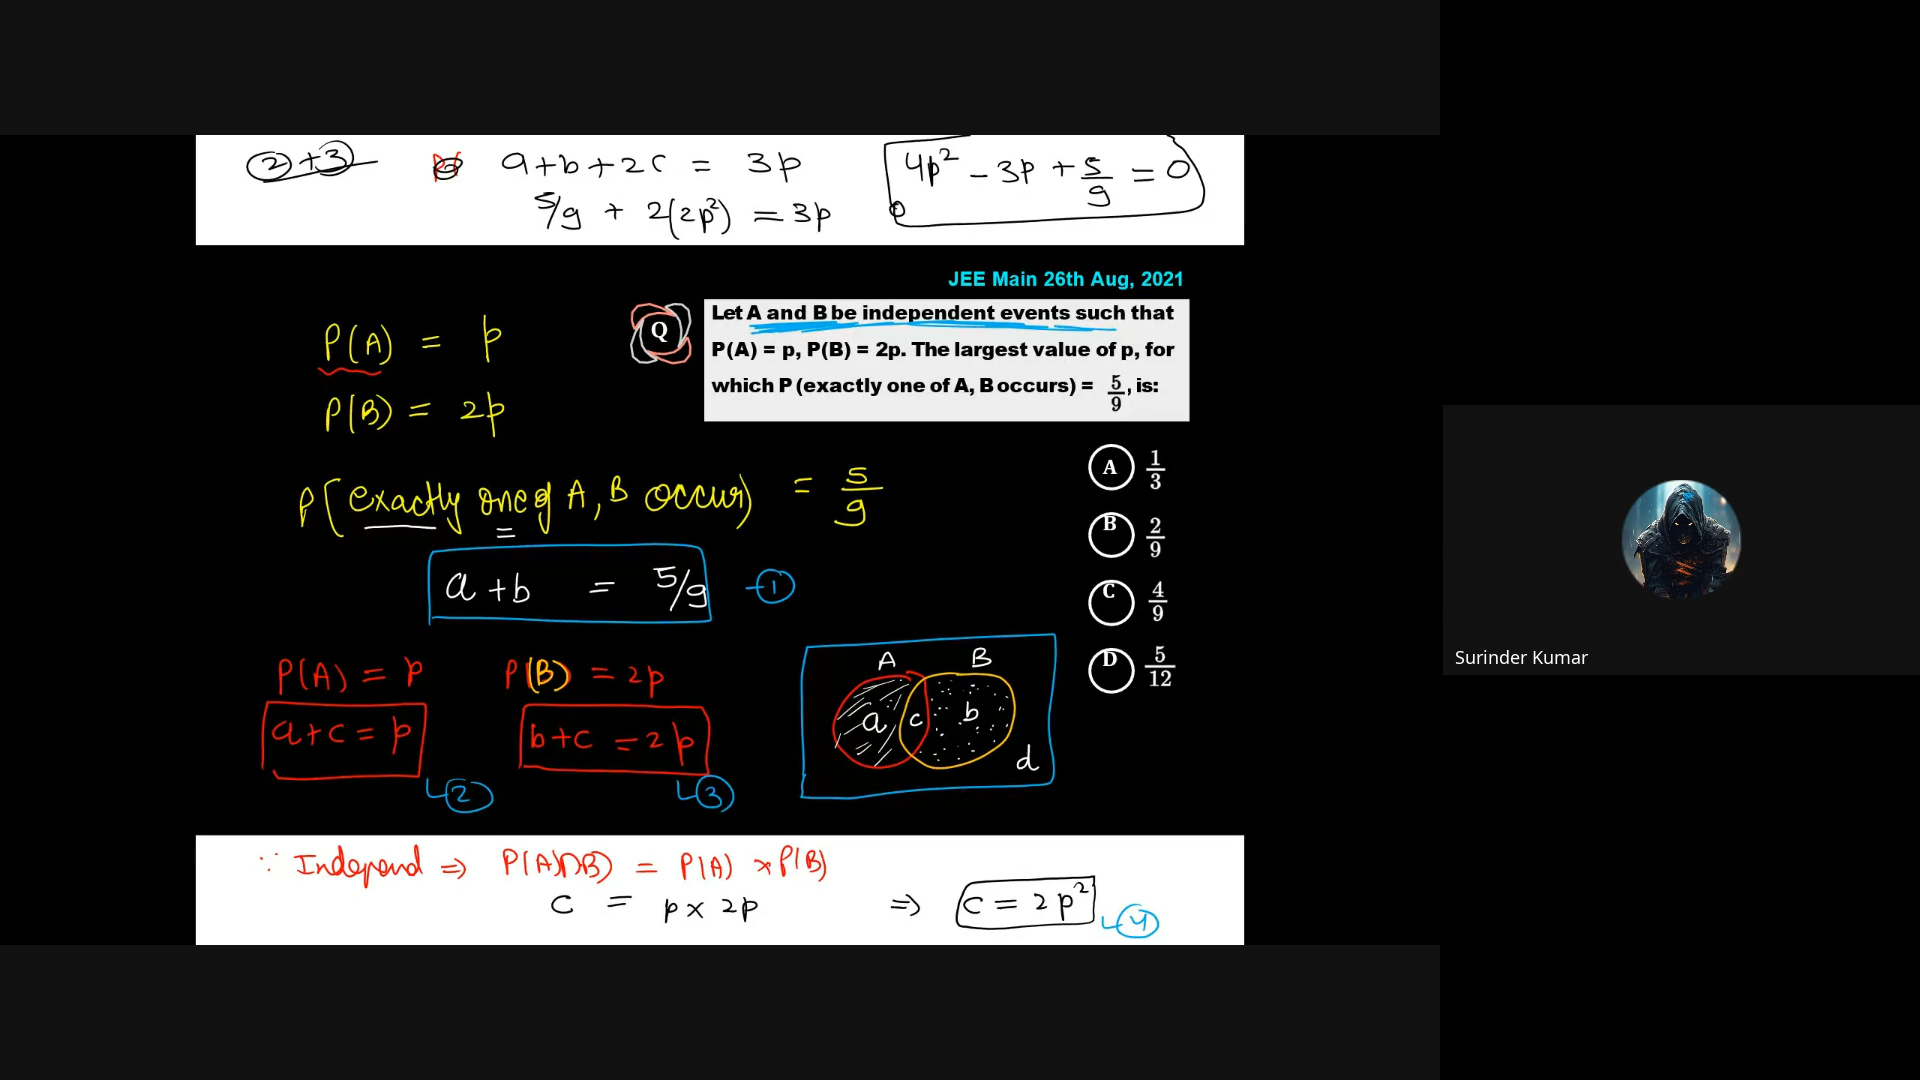 ②+③ a+b+2c = 3p
5/9 + 2(2p²) = 3p
4p² - 3p + 5/9 = 0
JEE Main 26th Aug, 2021
Q
Let A and B be independent events such that
P(A) = p, P(B) = 2p. The largest value of p, for
which P (exactly one of A, B occurs) = 5/9, is:
P(A) = p
P(B) = 2p
P(exactly one of A, B occur) = 5/9
A 1/3
B 2/9
C 4/9
D 5/12
a+b = 5/9 -①
P(A) = p P(B) = 2p
a+c = p b+c = 2p
② ③
A B
a c b
d
∵ Independ ⇒ P(A∩B) = P(A) × P(B)
c = p × 2p ⇒ c = 2p² ④
Surinder Kumar